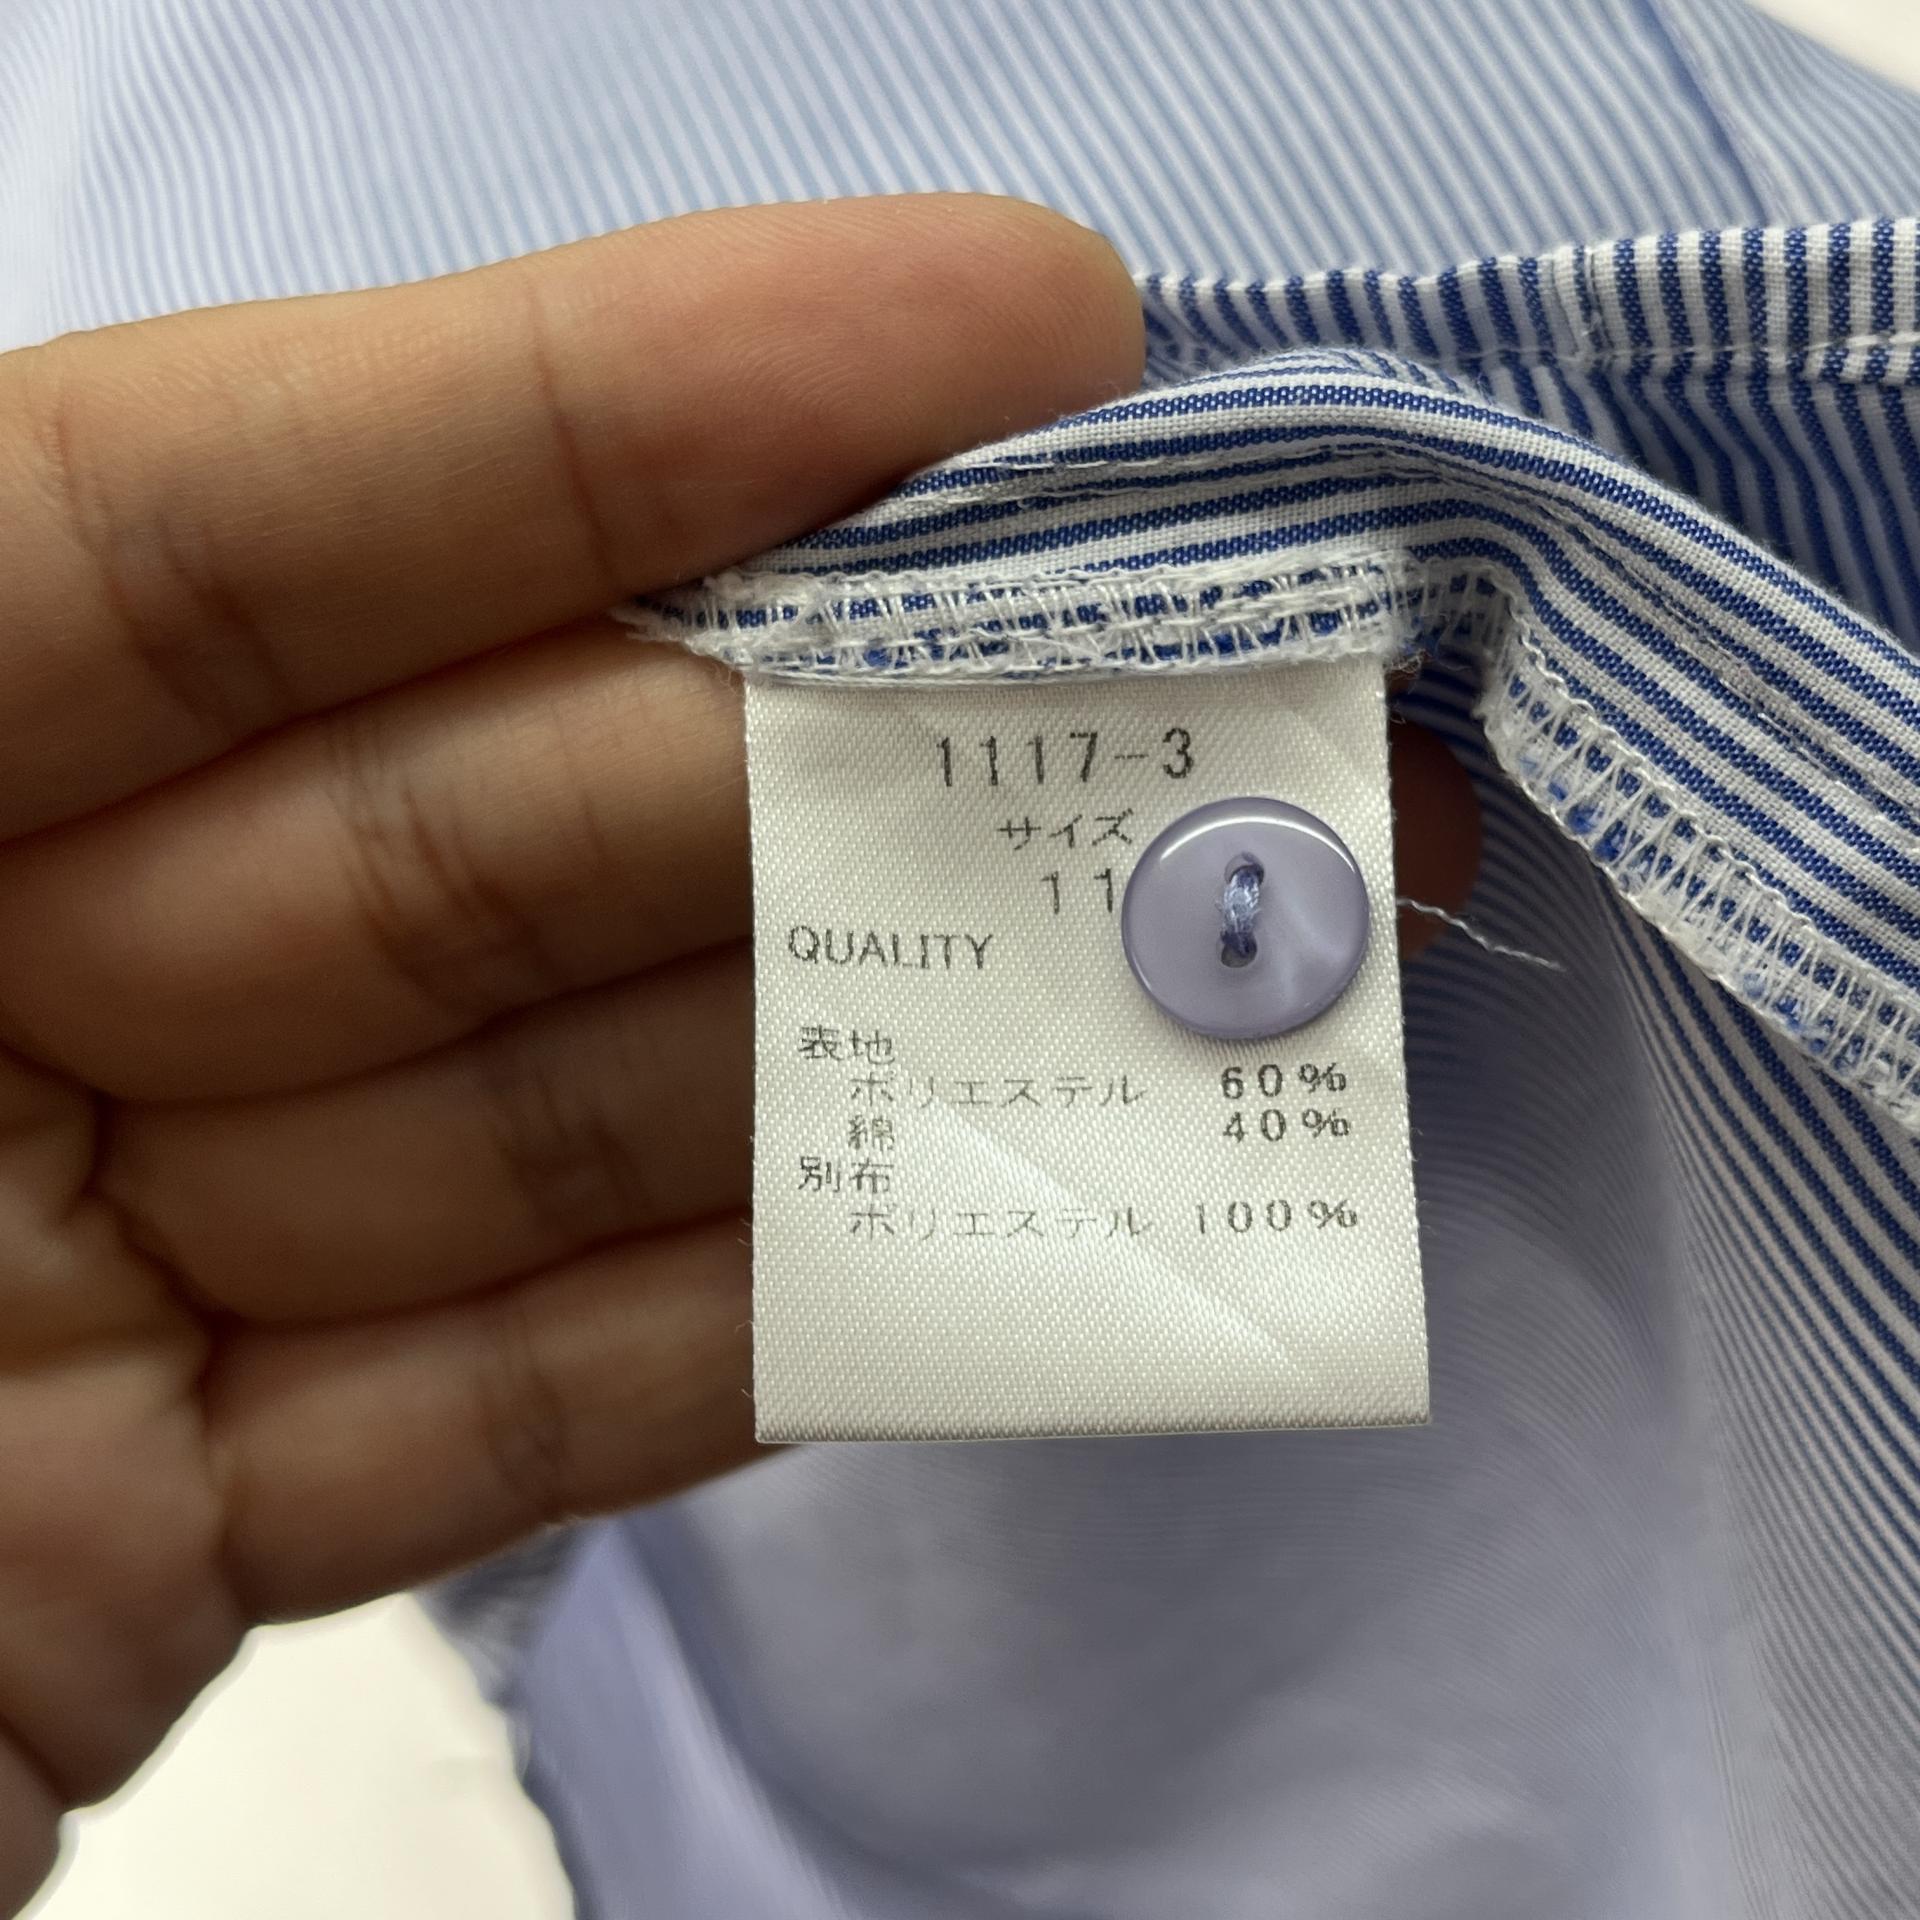 1117-3
サイズ
11
QUALITY
表地
ポリエステル 60%
綿 40%
別布
ポリエステル 100%